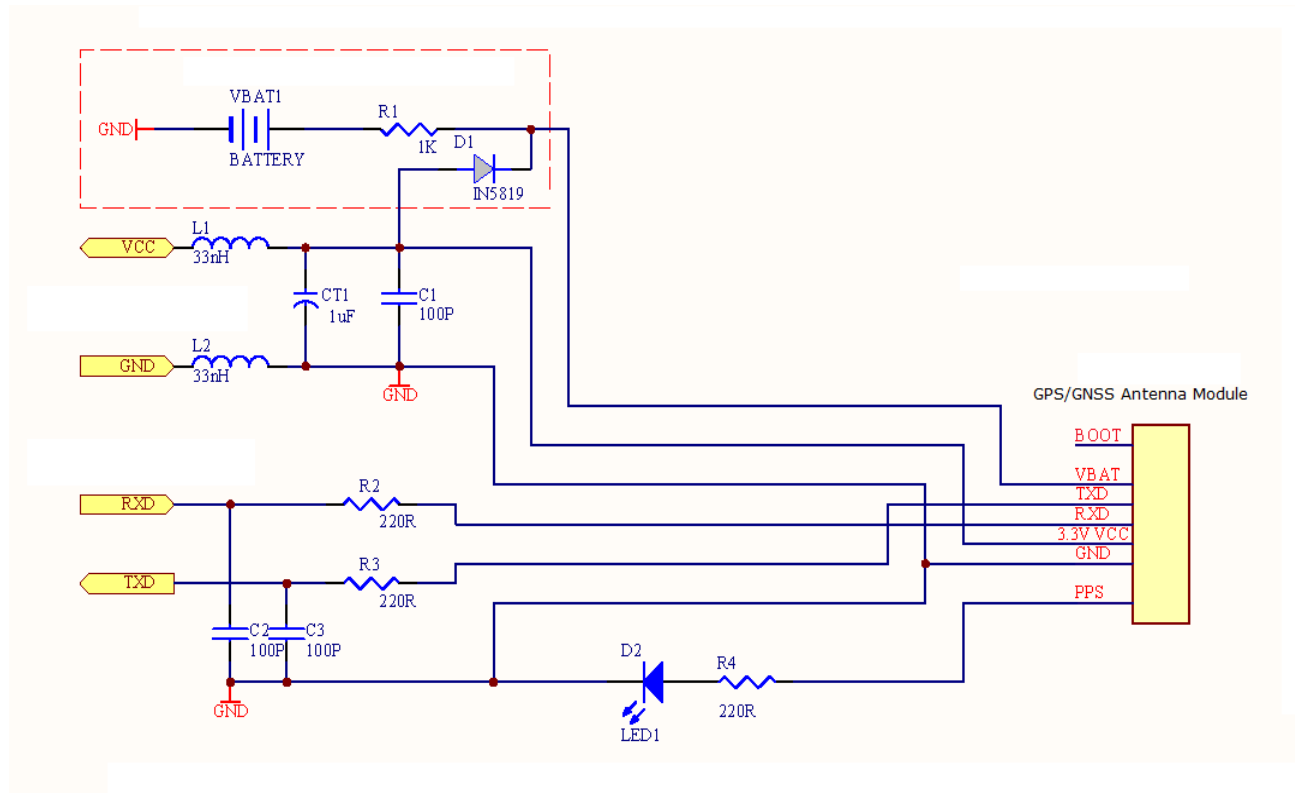 VBAT1
R1
GND
1K
D1
BATTERY
IN5819
L1
VCC
33nH
CT1
C1
1uF
100P
L2
GND
33nH
GND
GPS/GNSS Antenna Module
BOOT
VBAT
TXD
RXD
3.3V VCC
GND
PPS
R2
RXD
220R
R3
TXD
220R
C2
C3
100P
100P
D2
R4
GND
220R
LED1